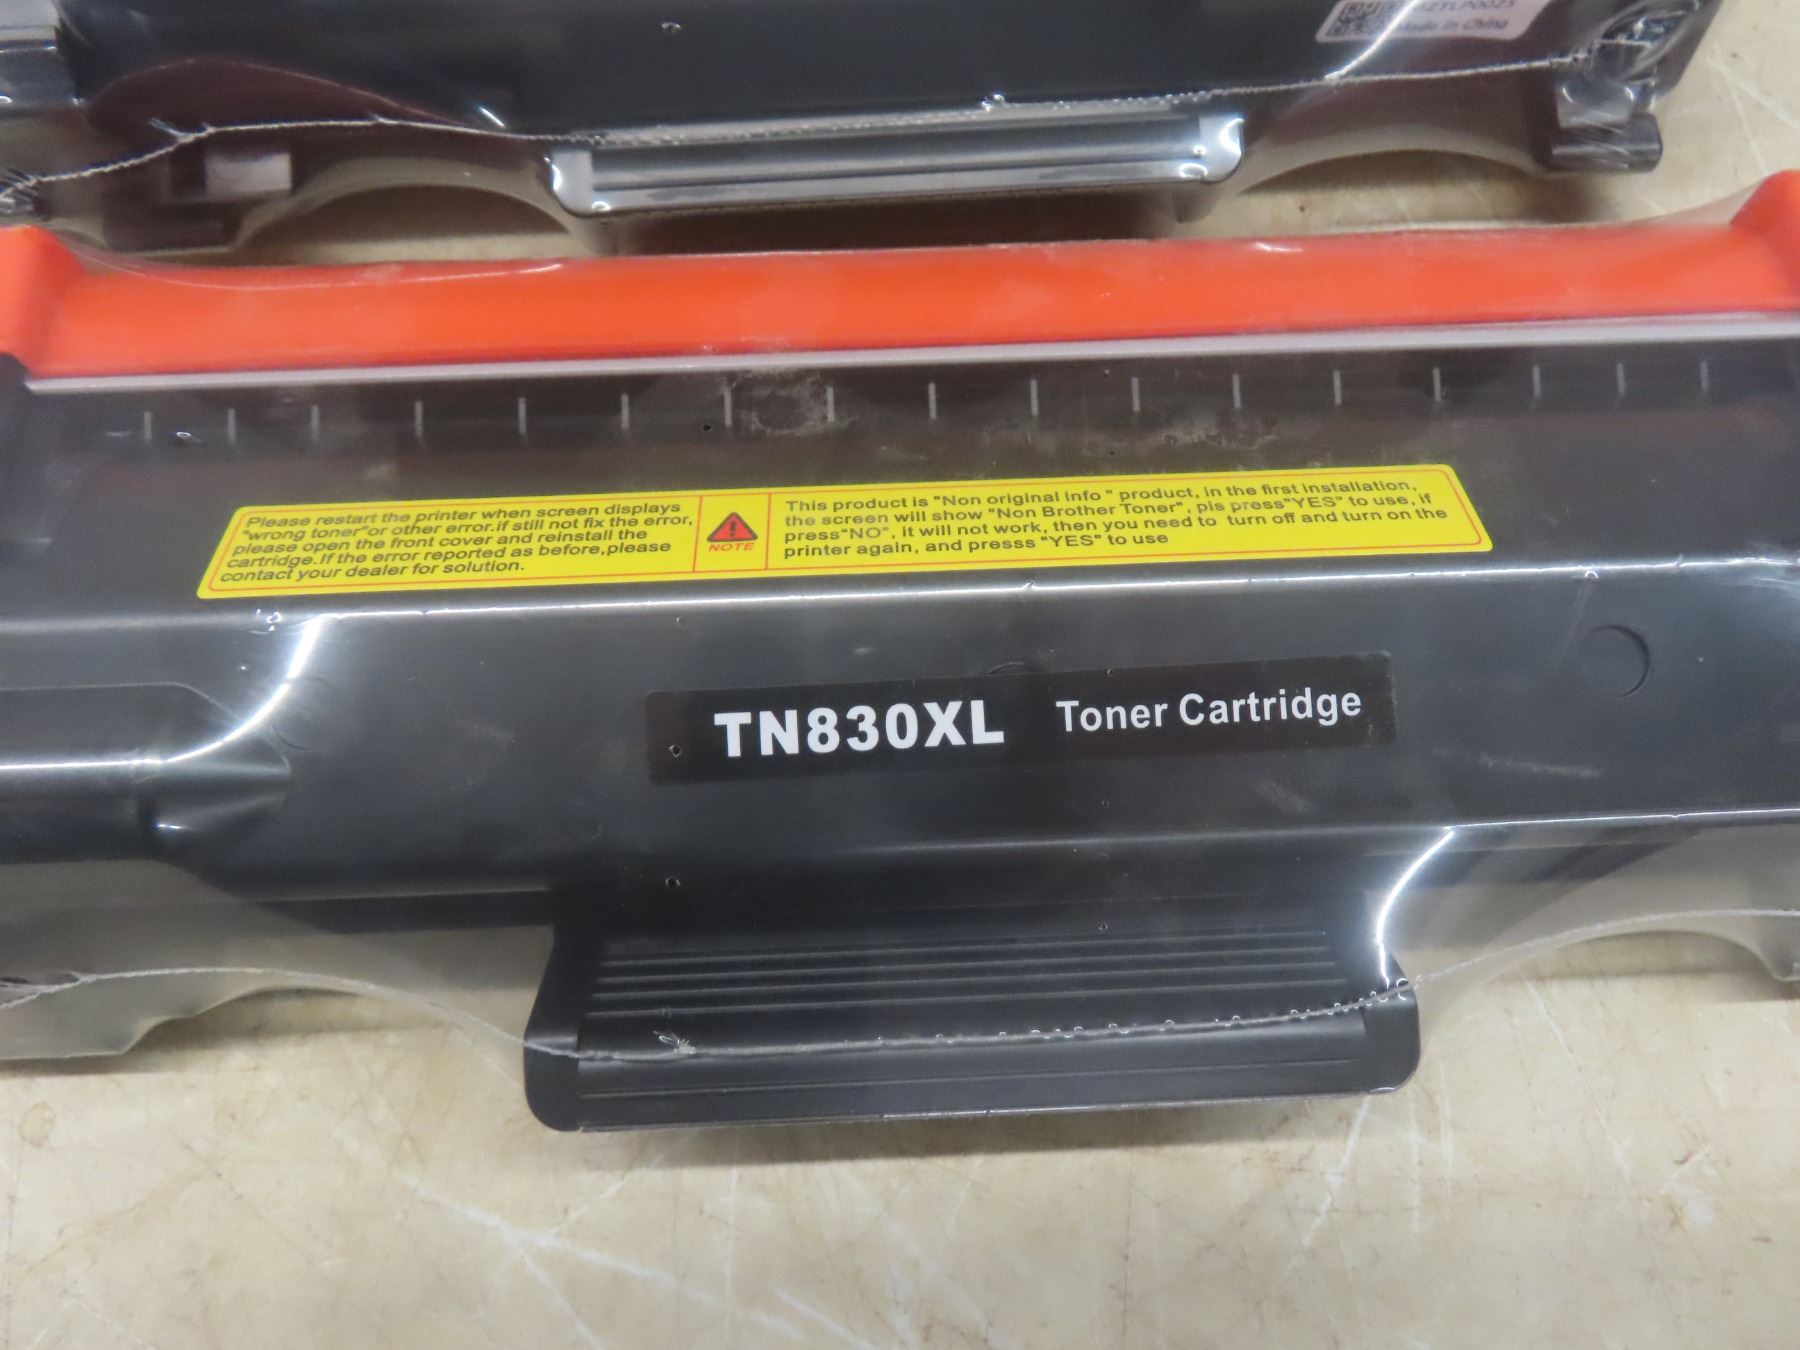 Made in China
Please restart the printer when screen displays
"wrong toner"or other error.if still not fix the error,
please open the front cover and reinstall the
cartridge.If the error reported as before,please
contact your dealer for solution.
NOTE
This product is "Non original info " product, in the first installation,
the screen will show "Non Brother Toner" , pls press"YES" to use, if
press"NO", it will not work, then you need to turn off and turn on the
printer again, and presss "YES" to use
TN830XL Toner Cartridge